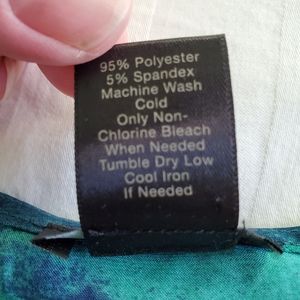 95% Polyester
5% Spandex
Machine Wash
Cold
Only Non-
Chlorine Bleach
When Needed
Tumble Dry Low
Cool Iron
If Needed